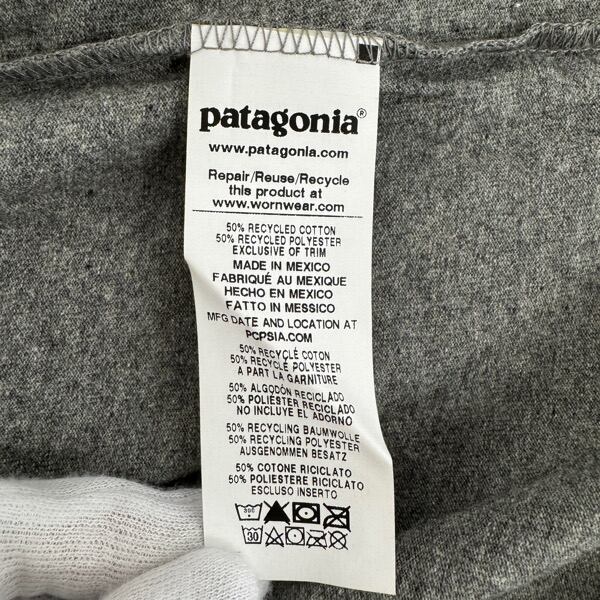 patagonia®
www.patagonia.com
Repair/Reuse/Recycle
this product at
www.wornwear.com
50% RECYCLED COTTON
50% RECYCLED POLYESTER
EXCLUSIVE OF TRIM
MADE IN MEXICO
FABRIQUÉ AU MEXIQUE
HECHO EN MEXICO
FATTO IN MESSICO
MFG DATE AND LOCATION AT
PCPSIA.COM
50% RECYCLÉ COTON
50% RECYCLÉ POLYESTER
A PART LA GARNITURE
50% ALGODÓN RECICLADO
50% POLIÉSTER RECICLADO
NO INCLUYE EL ADORNO
50% RECYCLING BAUMWOLLE
50% RECYCLING POLYESTER
AUSGENOMMEN BESATZ
50% COTONE RICICLATO
50% POLIESTERE RICICLATO
ESCLUSO INSERTO
30